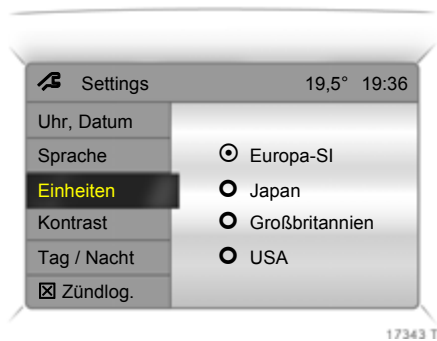 Settings 19,5° 19:36
Uhr, Datum
Sprache
Einheiten
Kontrast
Tag / Nacht
Zündlog.
Europa-SI
Japan
Großbritannien
USA
17343 T